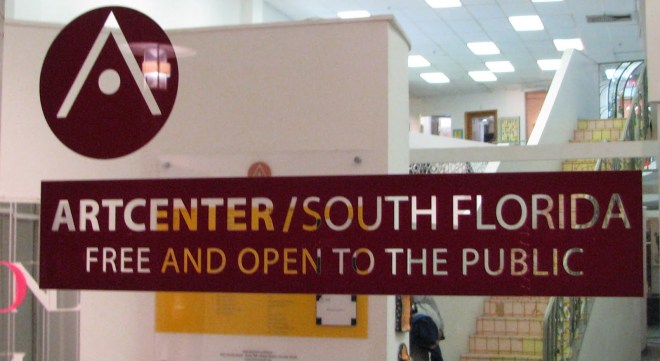 ARTCENTER / SOUTH FLORIDA
FREE AND OPEN TO THE PUBLIC